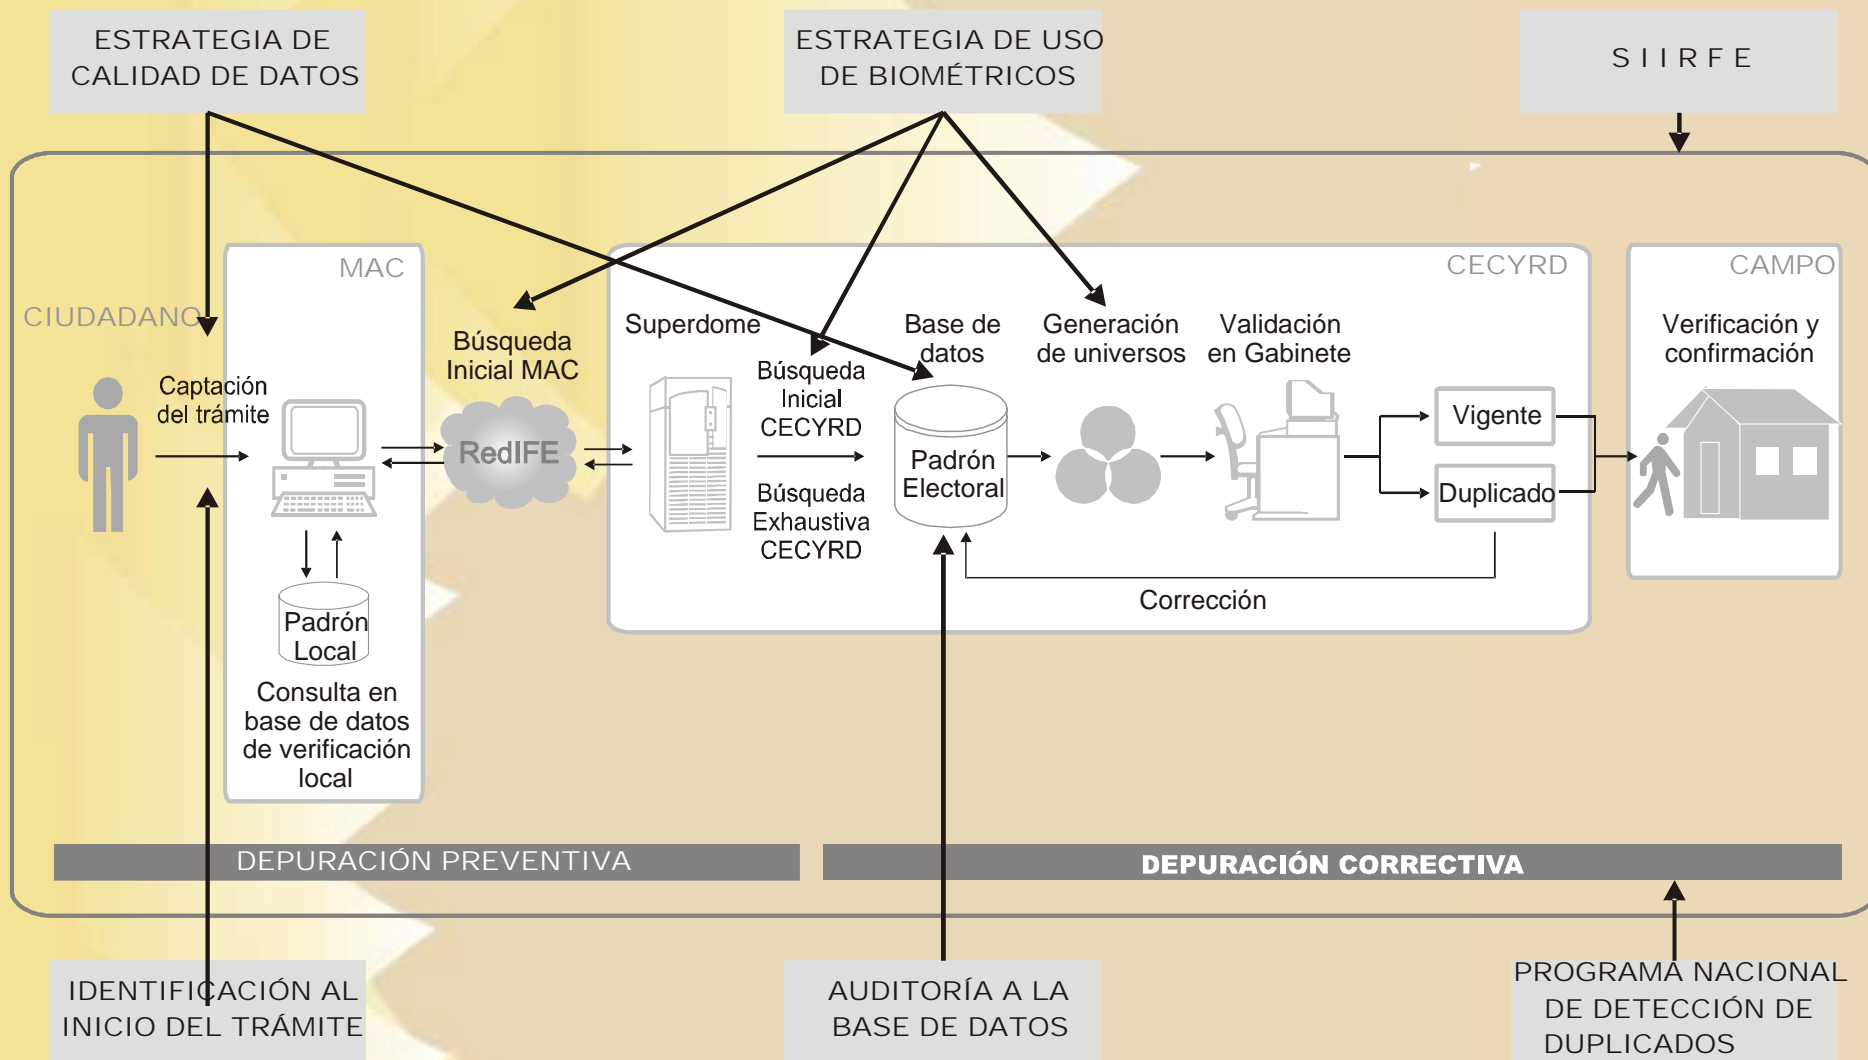 ESTRATEGIA DE
CALIDAD DE DATOS
ESTRATEGIA DE USO
DE BIOMÉTRICOS
SIIRFE
CIUDADANO
MAC
CECYRD
CAMPO
Captación
del trámite
Búsqueda
Inicial MAC
RedIFE
Superdome
Búsqueda
Inicial
CECYRD
Búsqueda
Exhaustiva
CECYRD
Base de
datos
Padrón
Electoral
Generación
de universos
Validación
en Gabinete
Vigente
Duplicado
Verificación y
confirmación
Corrección
Padrón
Local
Consulta en
base de datos
de verificación
local
DEPURACIÓN PREVENTIVA
DEPURACIÓN CORRECTIVA
IDENTIFICACIÓN AL
INICIO DEL TRÁMITE
AUDITORÍA A LA
BASE DE DATOS
PROGRAMA NACIONAL
DE DETECCIÓN DE
DUPLICADOS